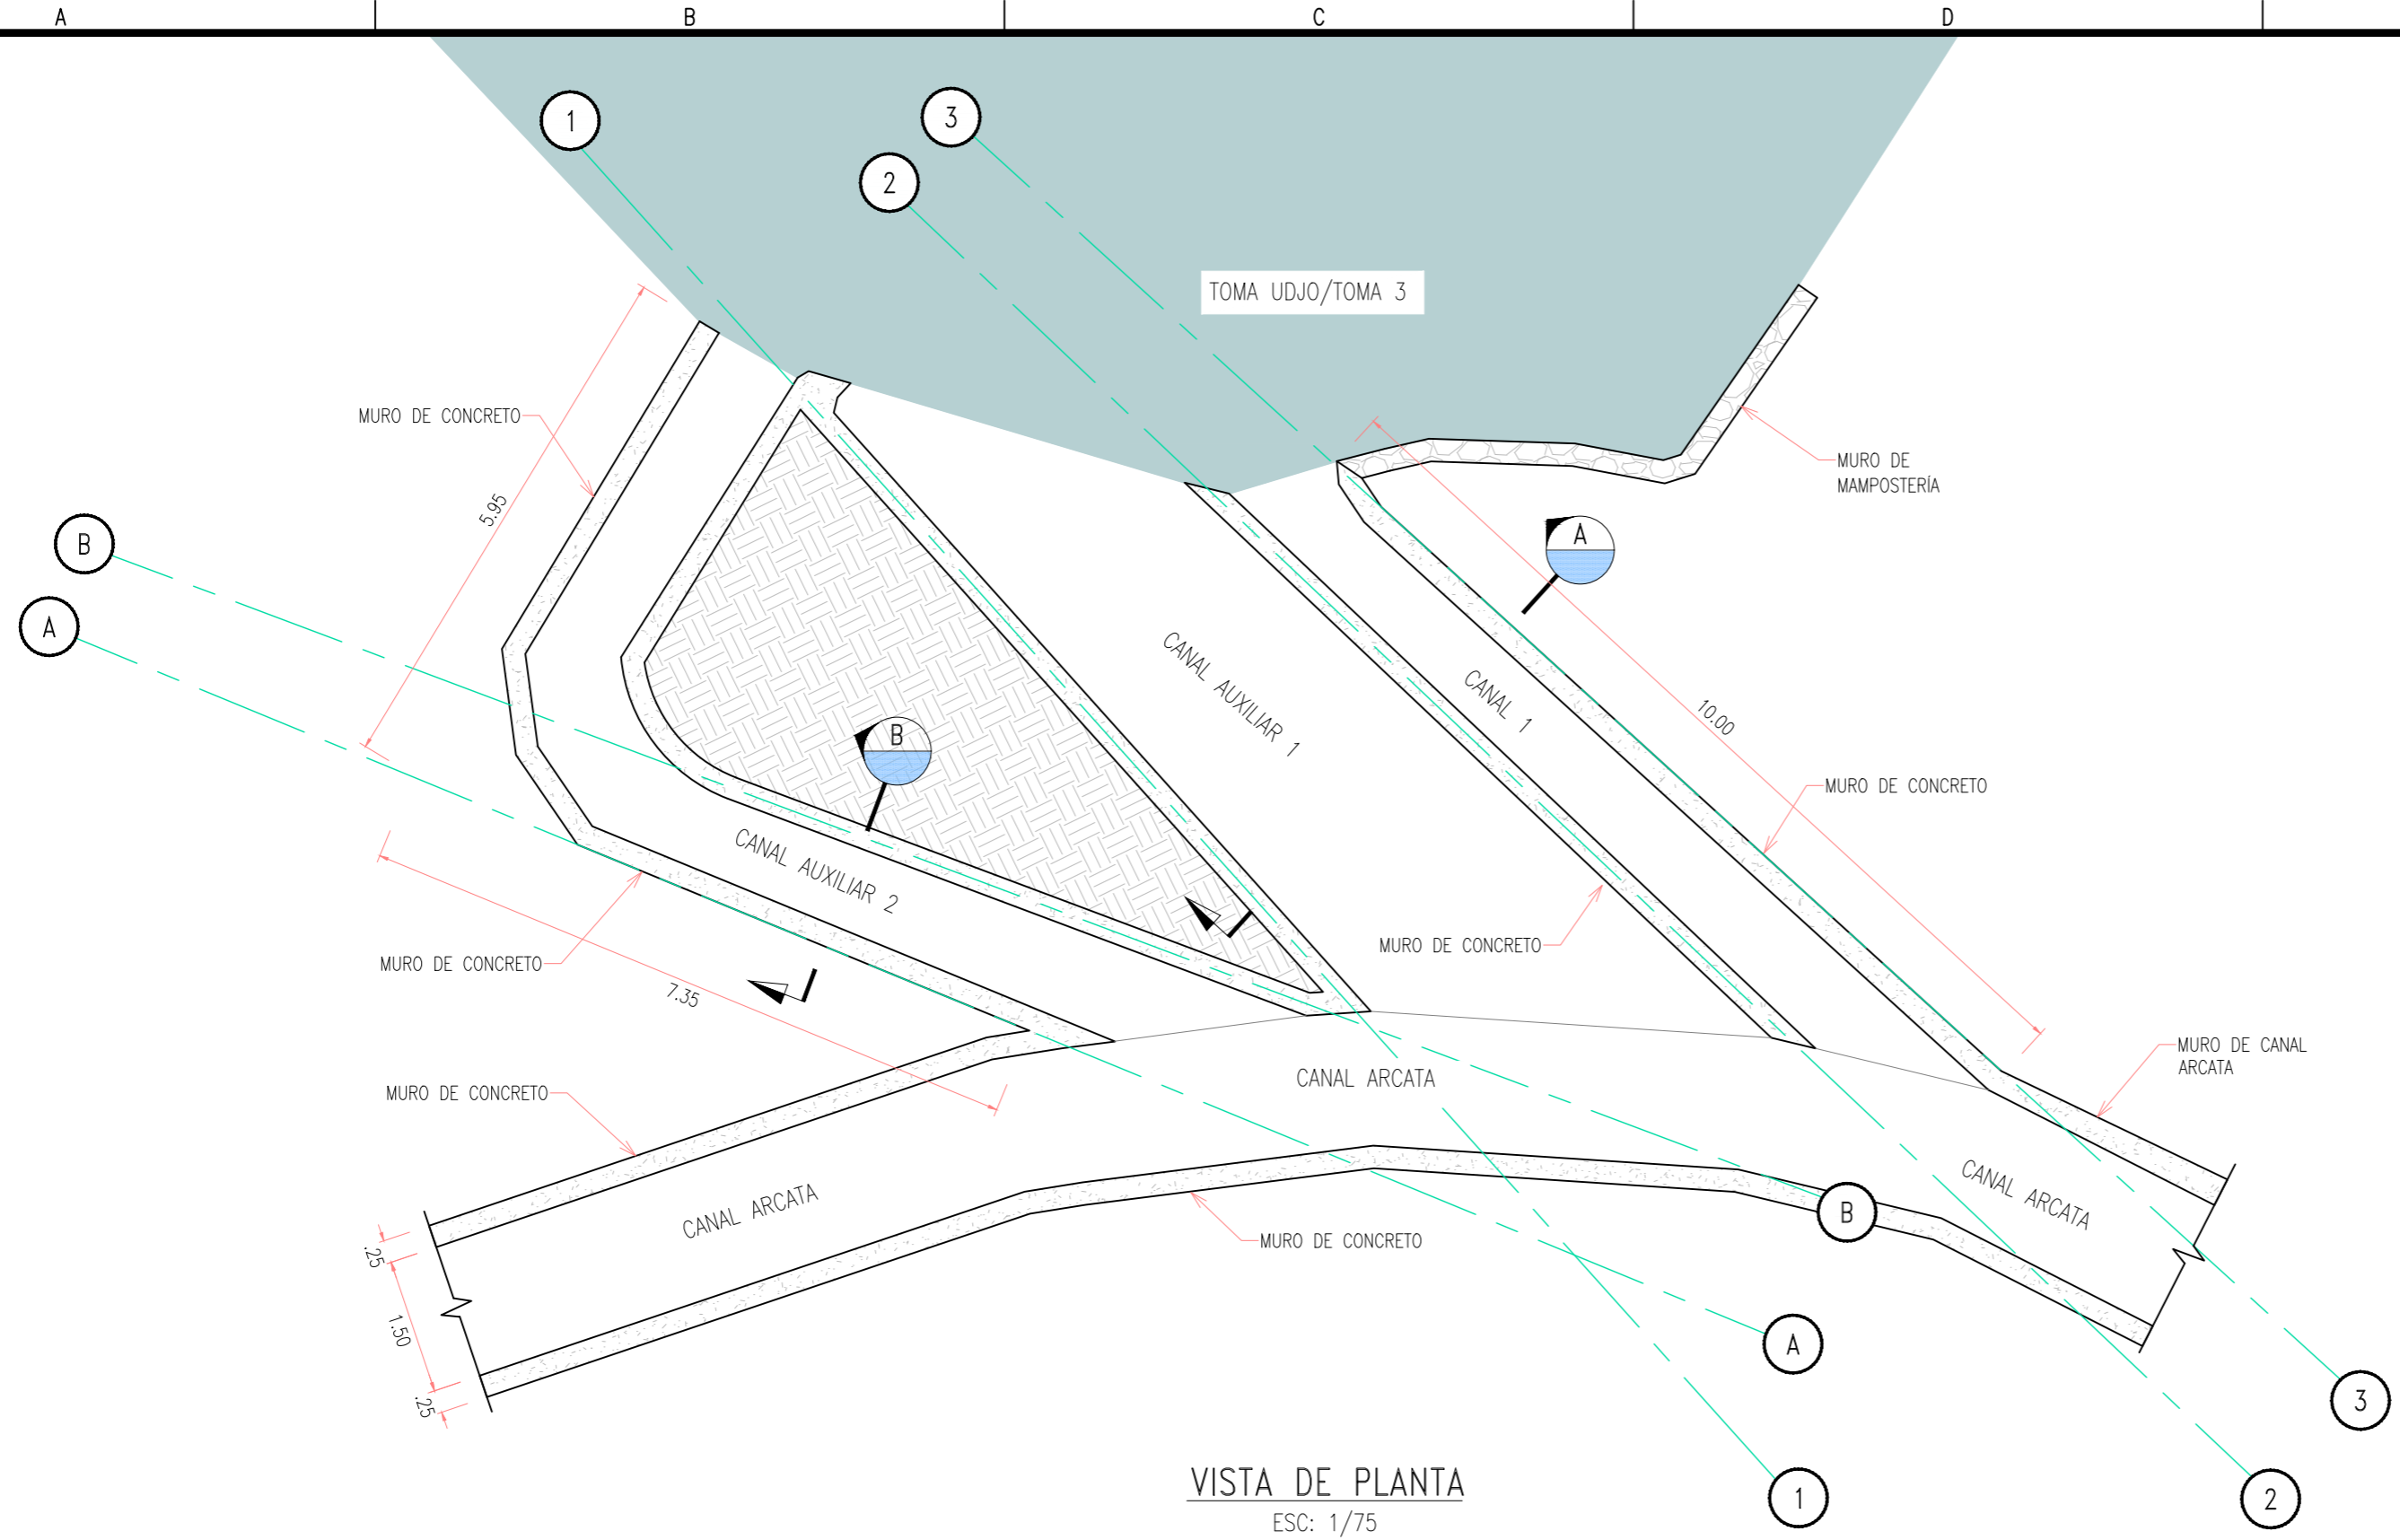 A B C D
1
3
2
TOMA UDJO/TOMA 3
MURO DE CONCRETO
MURO DE
MAMPOSTERÍA
5.95
B
A
A
CANAL AUXILIAR 1
CANAL 1
10.00
B
MURO DE CONCRETO
CANAL AUXILIAR 2
MURO DE CONCRETO
MURO DE CONCRETO
7.35
MURO DE CANAL
ARCATA
CANAL ARCATA
MURO DE CONCRETO
CANAL ARCATA
CANAL ARCATA
B
MURO DE CONCRETO
.25
1.50
.25
A
3
1
2
VISTA DE PLANTA
ESC: 1/75